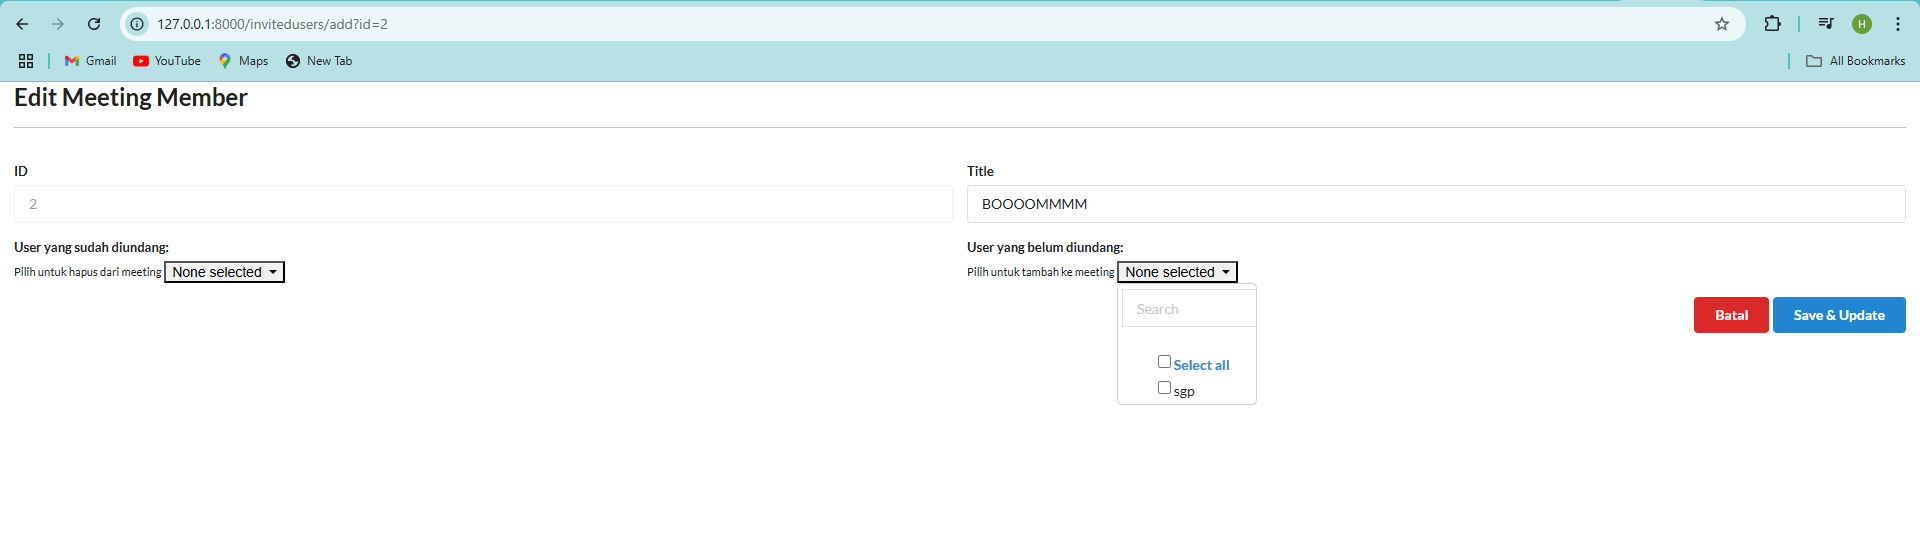 127.0.0.1:8000/invitedusers/add?id=2
H
Gmail YouTube Maps New Tab All Bookmarks
Edit Meeting Member
ID
2
Title
BOOOOMMMM
User yang sudah diundang:
Pilih untuk hapus dari meeting None selected
User yang belum diundang:
Pilih untuk tambah ke meeting None selected
Search
Select all
sgp
Batal Save & Update